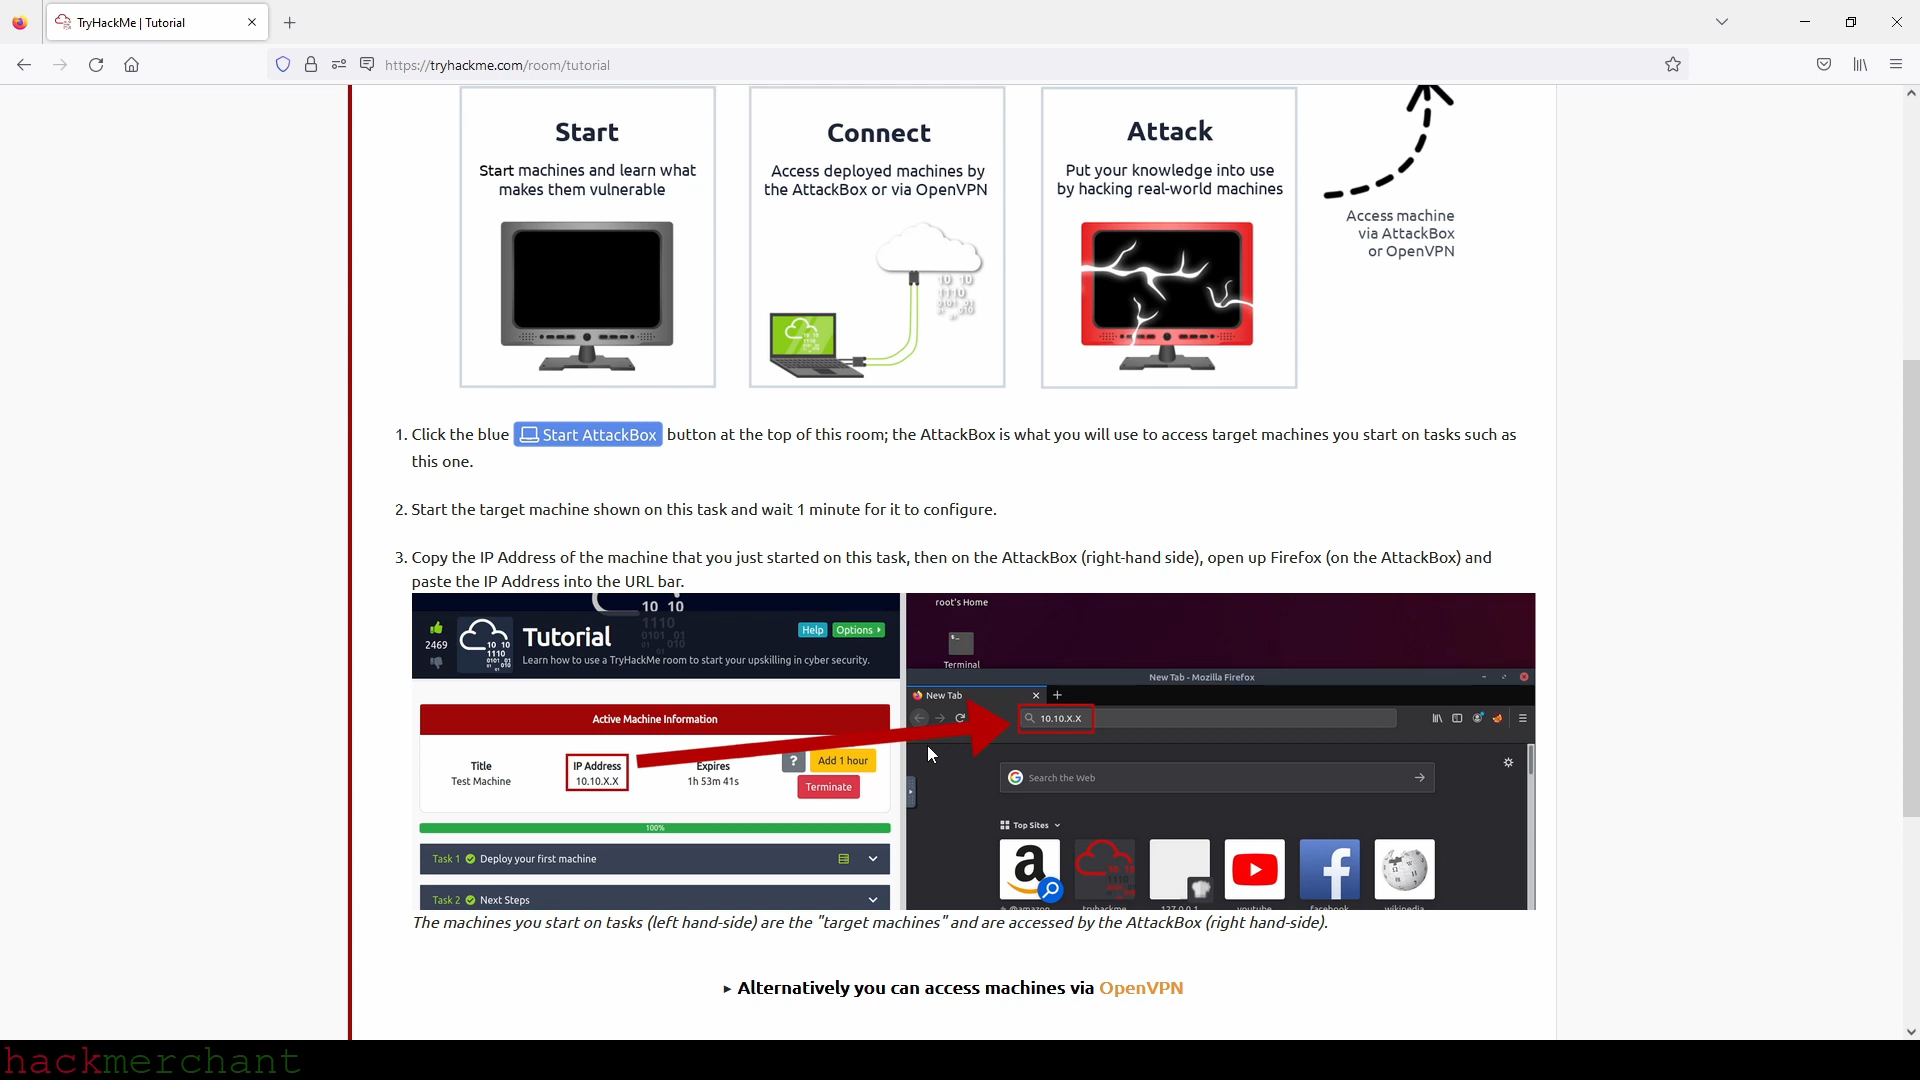 TryHackMe | Tutorial
https://tryhackme.com/room/tutorial
Start
Start machines and learn what
makes them vulnerable
Connect
Access deployed machines by
the AttackBox or via OpenVPN
Attack
Put your knowledge into use
by hacking real-world machines
Access machine
via AttackBox
or OpenVPN
1. Click the blue Start AttackBox button at the top of this room; the AttackBox is what you will use to access target machines you start on tasks such as
this one.
2. Start the target machine shown on this task and wait 1 minute for it to configure.
3. Copy the IP Address of the machine that you just started on this task, then on the AttackBox (right-hand side), open up Firefox (on the AttackBox) and
paste the IP Address into the URL bar.
2469
Tutorial
Help
Options
Learn how to use a TryHackMe room to start your upskilling in cyber security.
Active Machine Information
Title
Test Machine
IP Address
10.10.X.X
Expires
1h 53m 41s
?
Add 1 hour
Terminate
100%
Task 1 Deploy your first machine
Task 2 Next Steps
root's Home
Terminal
New Tab - Mozilla Firefox
New Tab
10.10.X.X
Search the Web
Top Sites
@amazon
tryhackme
127.0.0.1
youtube
facebook
wikipedia
The machines you start on tasks (left hand-side) are the "target machines" and are accessed by the AttackBox (right hand-side).
▸ Alternatively you can access machines via OpenVPN
hackmerchant